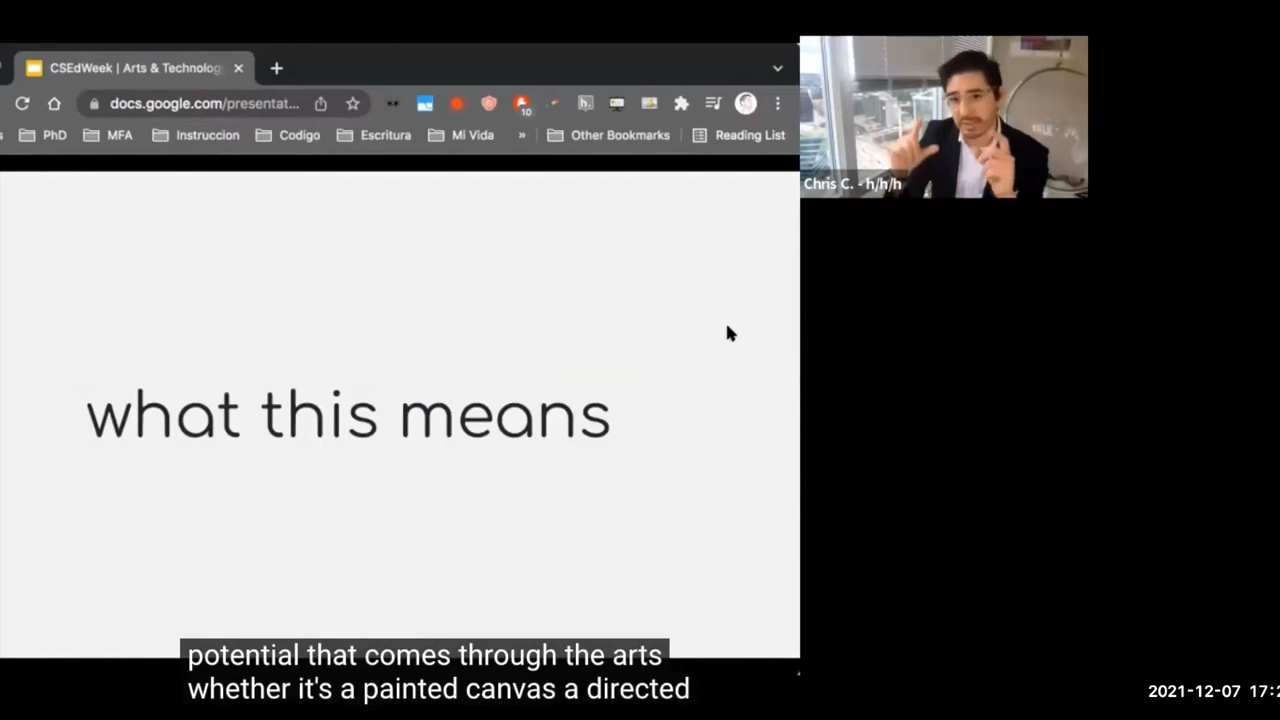 CSEdWeek | Arts & Technolog
docs.google.com/presentat...
10
PhD
MFA
Instruccion
Codigo
Escritura
Mi Vida
»
Other Bookmarks
Reading List
Chris C. - h/h/h
what this means
potential that comes through the arts
whether it's a painted canvas a directed
2021-12-07 17:2